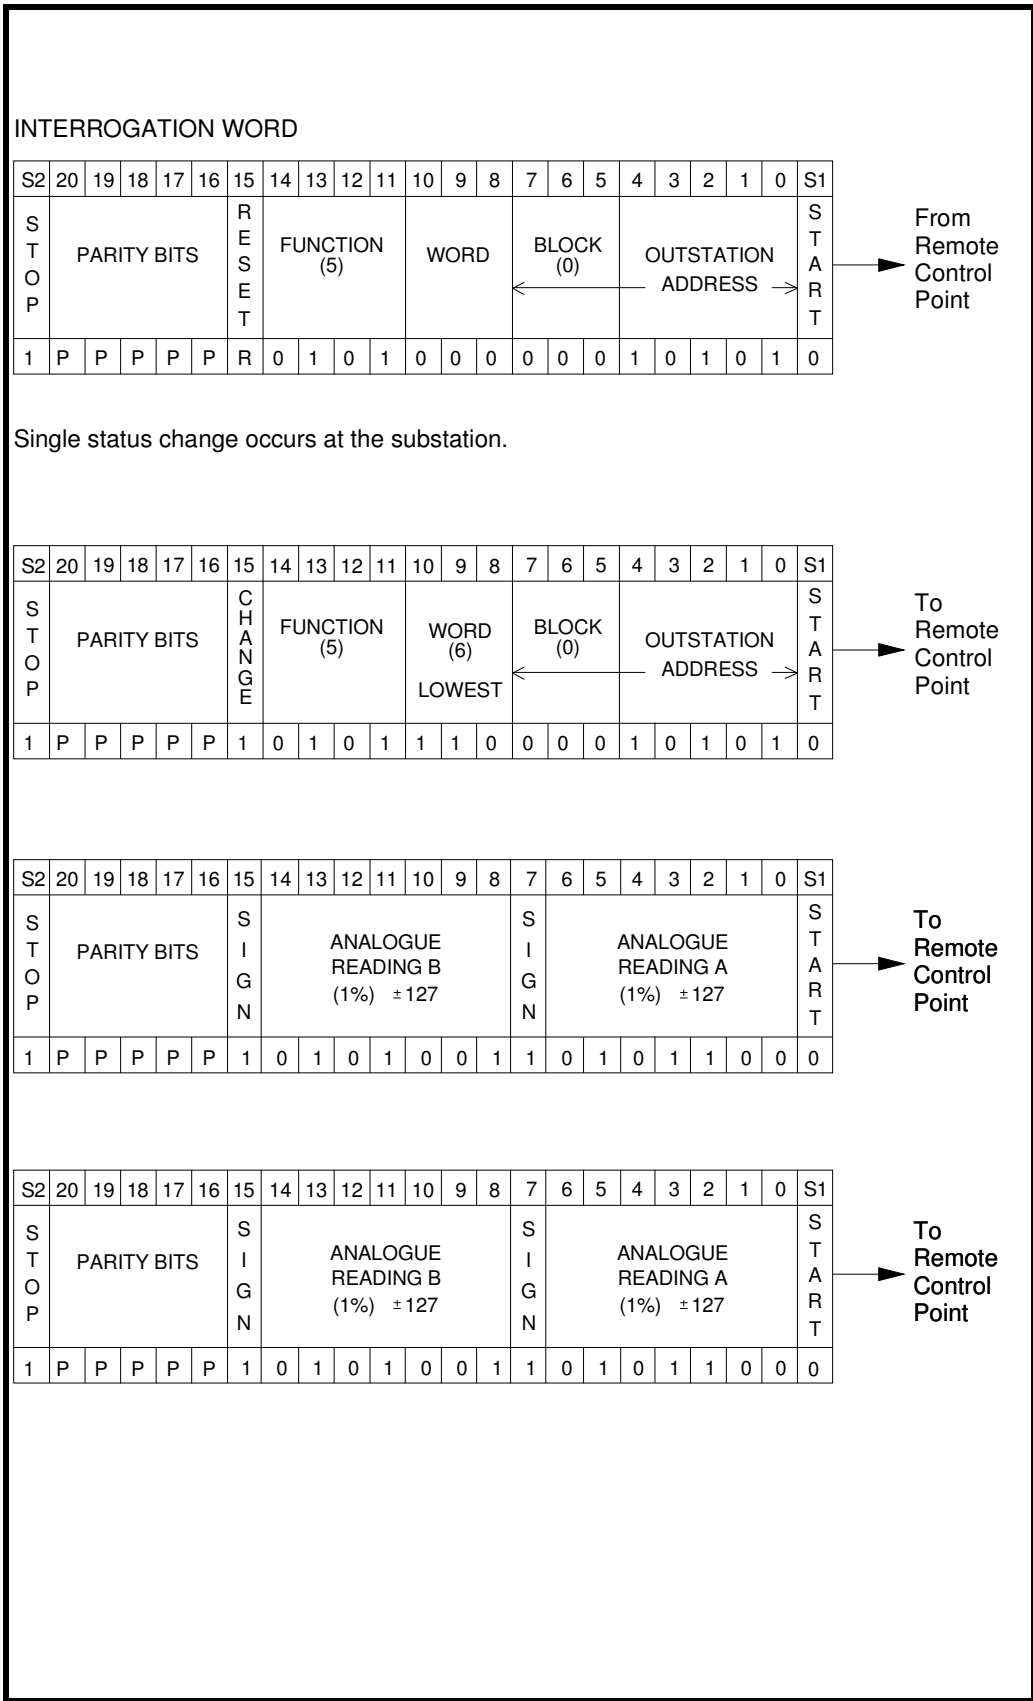 INTERROGATION WORD
S2 20 19 18 17 16 15 14 13 12 11 10 9 8 7 6 5 4 3 2 1 0 S1
STOP
PARITY BITS
RESET
FUNCTION
(5)
WORD
BLOCK
(0)
OUTSTATION
ADDRESS
START
From
Remote
Control
Point
1 P P P P P R 0 1 0 1 0 0 0 0 0 0 1 0 1 0 1 0
Single status change occurs at the substation.
S2 20 19 18 17 16 15 14 13 12 11 10 9 8 7 6 5 4 3 2 1 0 S1
STOP
PARITY BITS
CHANGE
FUNCTION
(5)
WORD
(6)
LOWEST
BLOCK
(0)
OUTSTATION
ADDRESS
START
To
Remote
Control
Point
1 P P P P P 1 0 1 0 1 1 1 0 0 0 0 1 0 1 0 1 0
S2 20 19 18 17 16 15 14 13 12 11 10 9 8 7 6 5 4 3 2 1 0 S1
STOP
PARITY BITS
SIGN
ANALOGUE
READING B
(1%) ±127
SIGN
ANALOGUE
READING A
(1%) ±127
START
To
Remote
Control
Point
1 P P P P P 1 0 1 0 1 0 0 1 1 0 1 0 1 1 0 0 0
S2 20 19 18 17 16 15 14 13 12 11 10 9 8 7 6 5 4 3 2 1 0 S1
STOP
PARITY BITS
SIGN
ANALOGUE
READING B
(1%) ±127
SIGN
ANALOGUE
READING A
(1%) ±127
START
To
Remote
Control
Point
1 P P P P P 1 0 1 0 1 0 0 1 1 0 1 0 1 1 0 0 0